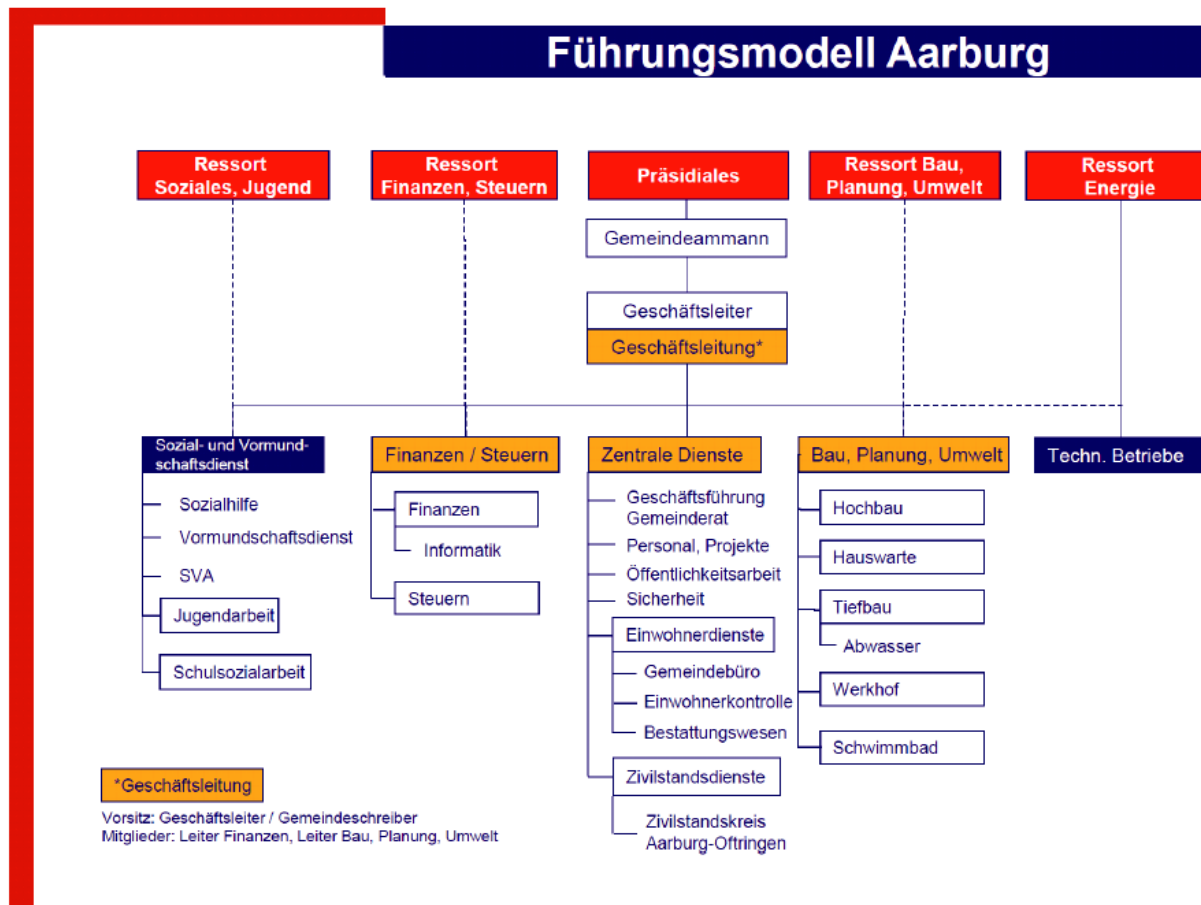 Führungsmodell Aarburg
Ressort
Soziales, Jugend
Ressort
Finanzen, Steuern
Präsidiales
Ressort Bau,
Planung, Umwelt
Ressort
Energie
Gemeindeammann
Geschäftsleiter
Geschäftsleitung*
Sozial- und Vormund-
schaftsdienst
Sozialhilfe
Vormundschaftsdienst
SVA
Jugendarbeit
Schulsozialarbeit
Finanzen / Steuern
Finanzen
Informatik
Steuern
Zentrale Dienste
Geschäftsführung
Gemeinderat
Personal, Projekte
Öffentlichkeitsarbeit
Sicherheit
Einwohnerdienste
Gemeindebüro
Einwohnerkontrolle
Bestattungswesen
Zivilstandsdienste
Zivilstandskreis
Aarburg-Oftringen
Bau, Planung, Umwelt
Hochbau
Hauswarte
Tiefbau
Abwasser
Werkhof
Schwimmbad
Techn. Betriebe
*Geschäftsleitung
Vorsitz: Geschäftsleiter / Gemeindeschreiber
Mitglieder: Leiter Finanzen, Leiter Bau, Planung, Umwelt